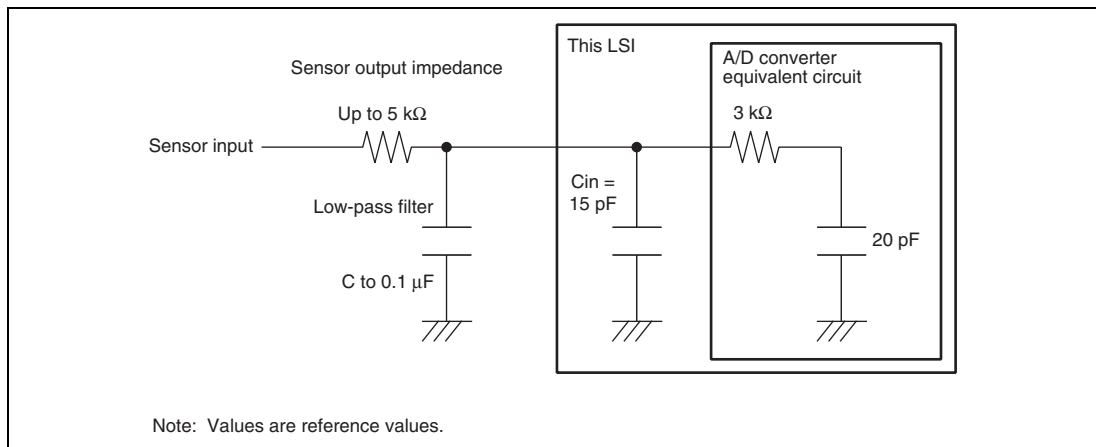 This LSI
A/D converter
equivalent circuit
Sensor output impedance
Up to 5 kΩ
3 kΩ
Sensor input
Cin =
15 pF
Low-pass filter
20 pF
C to 0.1 μF
Note: Values are reference values.